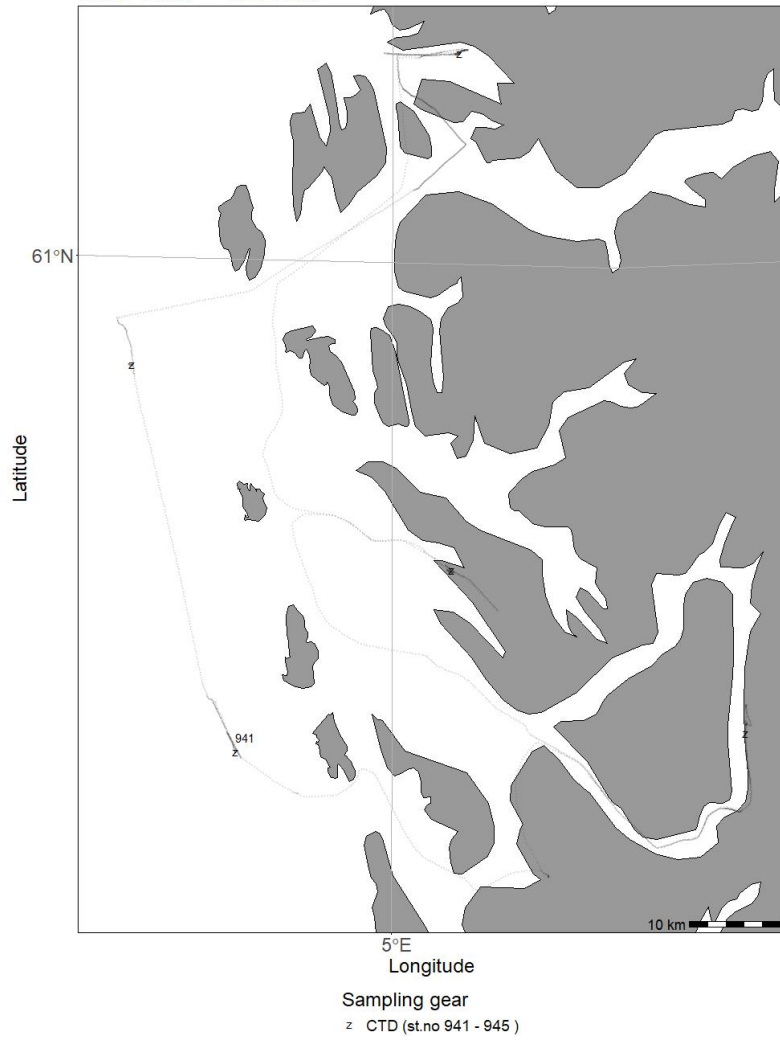 z
61°N
z
Latitude
z
941
z
z
10 km
5°E
Longitude
Sampling gear
z CTD (st.no 941 - 945 )